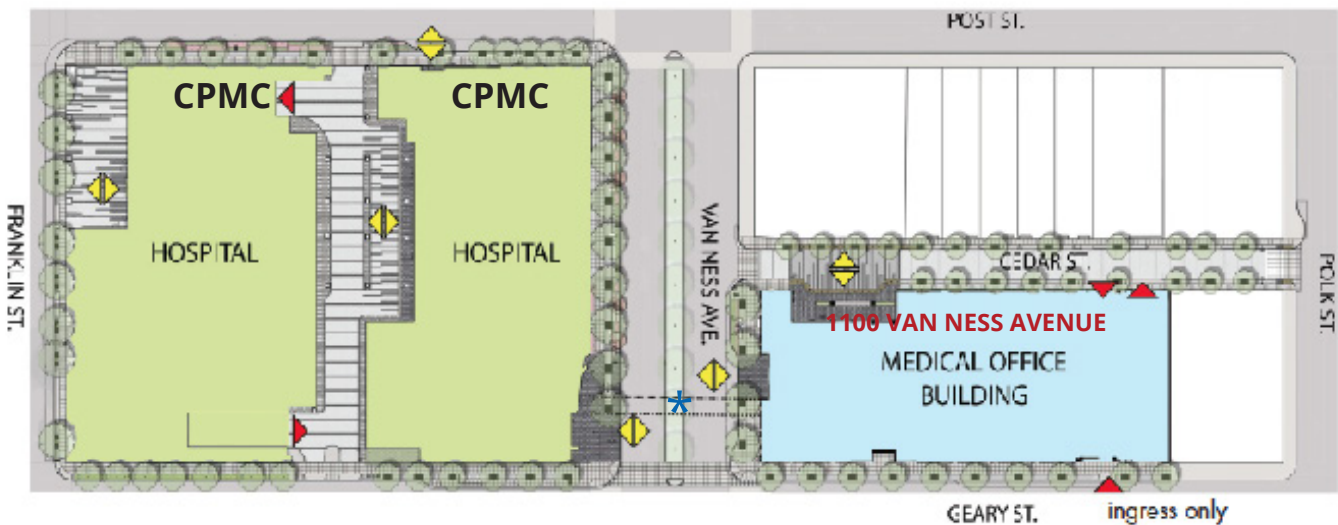 POST ST.
CPMC
CPMC
FRANKLIN ST.
HOSPITAL
HOSPITAL
VAN NESS AVE.
CEDAR ST.
POLK ST.
1100 VAN NESS AVENUE
MEDICAL OFFICE
BUILDING
*
GEARY ST.
ingress only